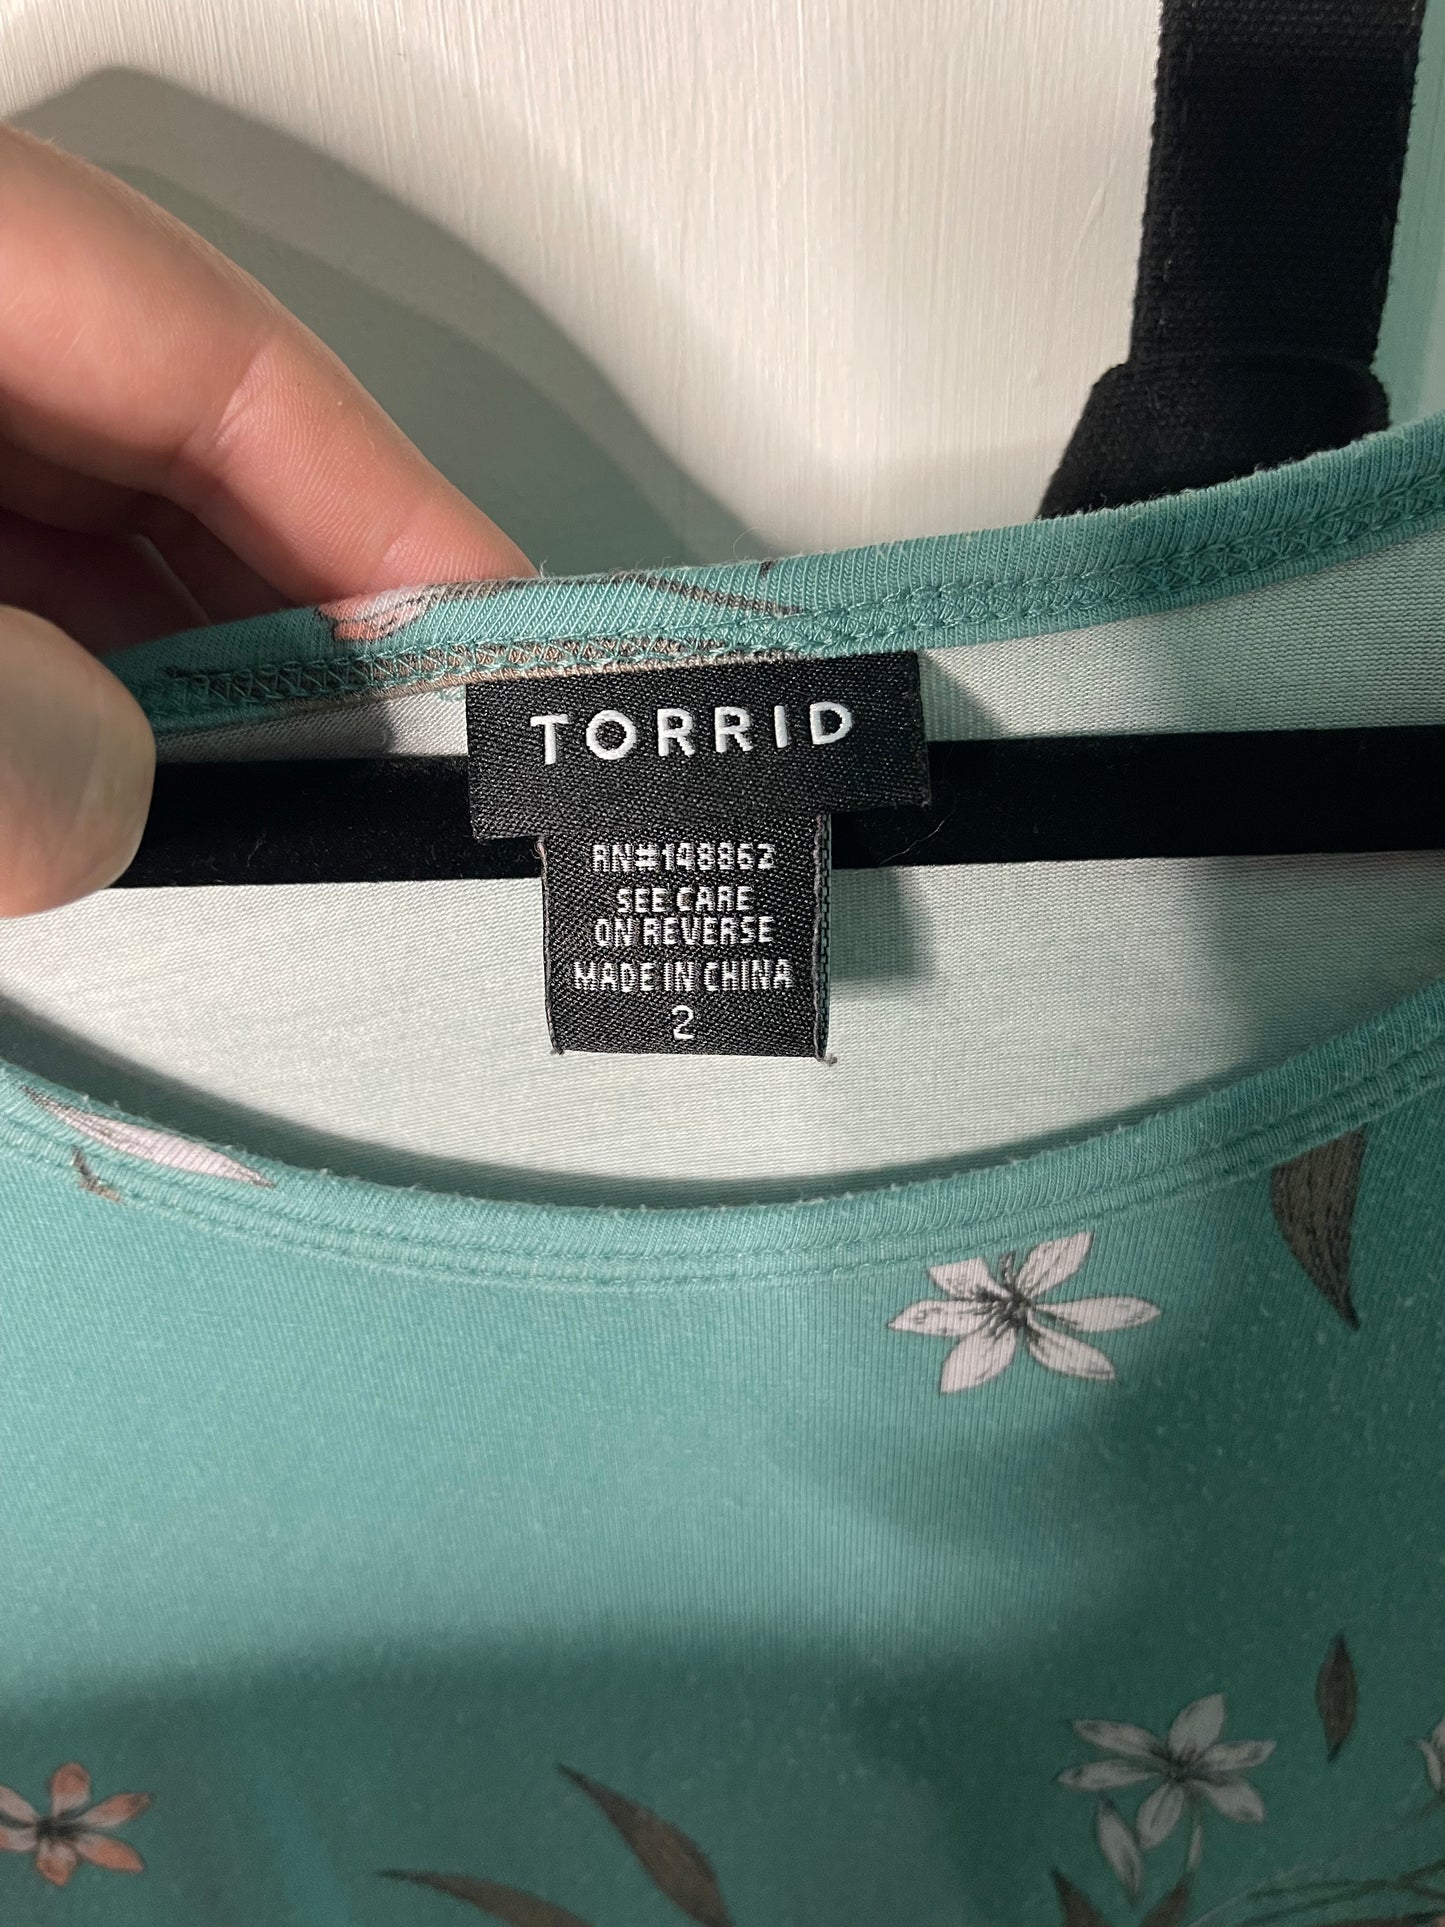 TORRID
RN#148862
SEE CARE
ON REVERSE
MADE IN CHINA
2